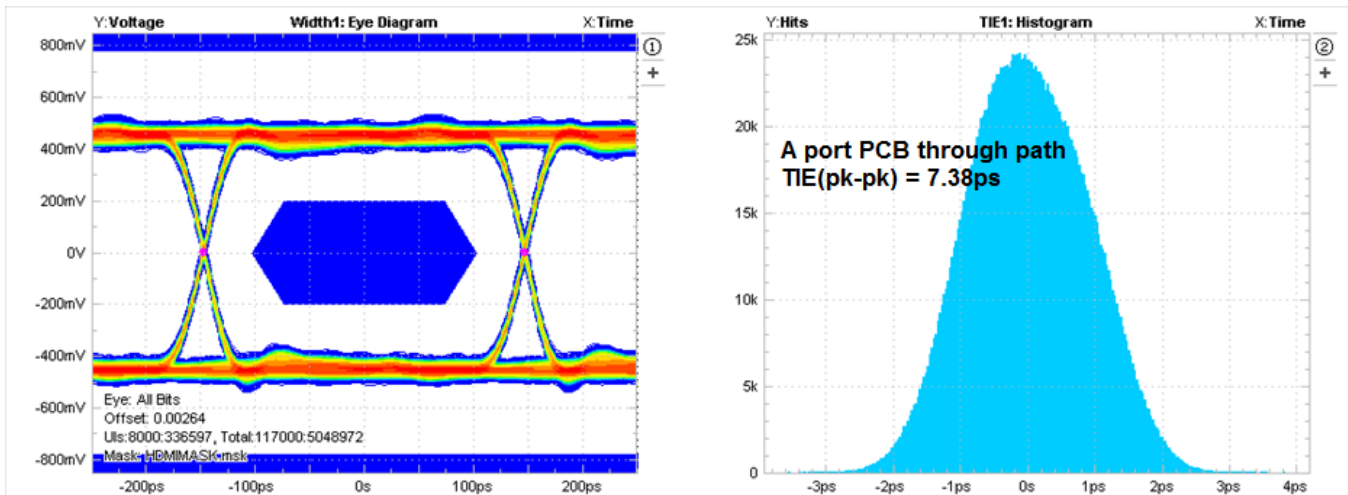 Y:Voltage Width1: Eye Diagram X:Time
800mV
600mV
400mV
200mV
0V
-200mV
-400mV
-600mV
-800mV
Eye: All Bits
Offset: 0.00264
UIs:8000:336597, Total:117000:5048972
Mask: HDMIMASK.msk
-200ps -100ps 0s 100ps 200ps
1
+
Y:Hits TIE1: Histogram X:Time
25k
20k
15k
10k
5k
0
A port PCB through path
TIE(pk-pk) = 7.38ps
-3ps -2ps -1ps 0s 1ps 2ps 3ps 4ps
2
+